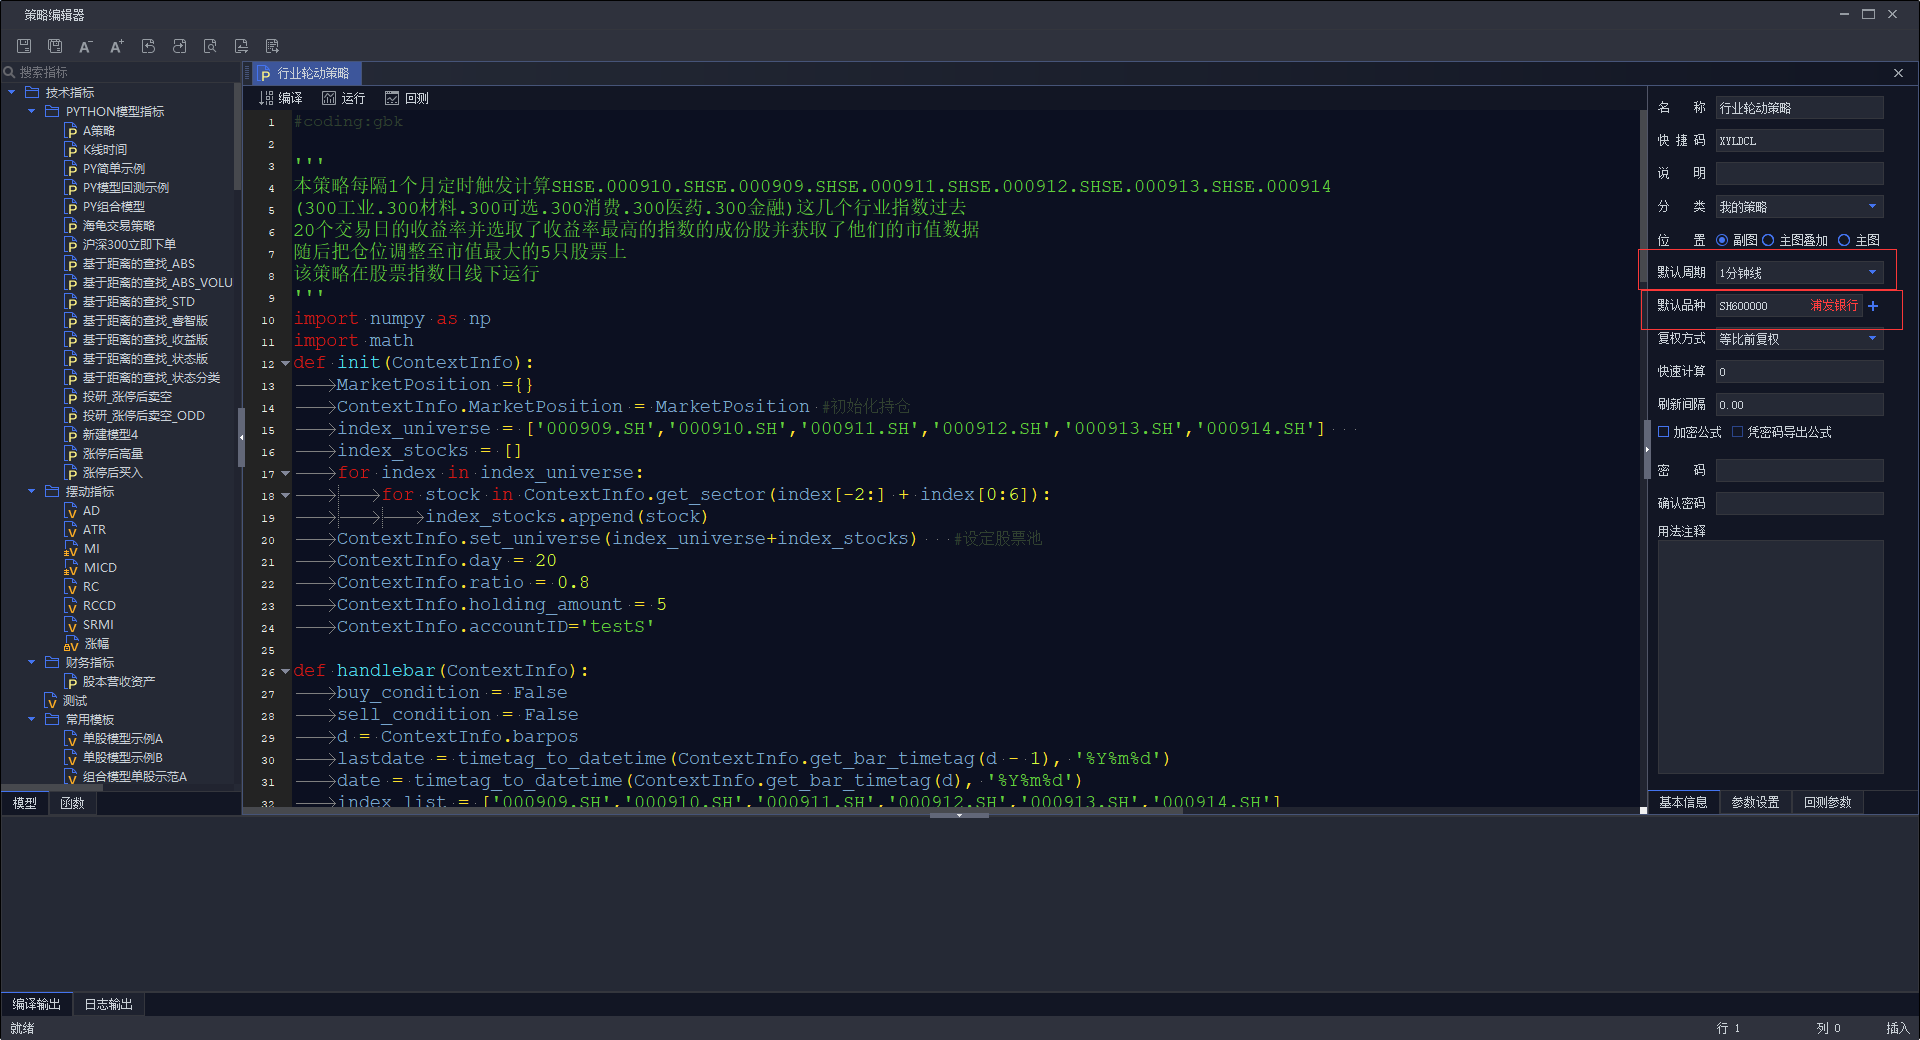 策略编辑器
A-
A+
搜索指标
技术指标
PYTHON模型指标
A策略
K线时间
PY简单示例
PY模型回测示例
PY组合模型
海龟交易策略
沪深300立即下单
基于距离的查找_ABS
基于距离的查找_ABS_VOLU
基于距离的查找_STD
基于距离的查找_睿智版
基于距离的查找_收益版
基于距离的查找_状态版
基于距离的查找_状态分类
投研_涨停后卖空
投研_涨停后卖空_ODD
新建模型4
涨停后高量
涨停后买入
摆动指标
AD
ATR
MI
MICD
RC
RCCD
SRMI
涨幅
财务指标
股本营收资产
测试
常用模板
单股模型示例A
单股模型示例B
组合模型单股示范A
模型 函数
行业轮动策略
编译 运行 回测
1 #coding:gbk
2
3 '''
4 本策略每隔1个月定时触发计算SHSE.000910.SHSE.000909.SHSE.000911.SHSE.000912.SHSE.000913.SHSE.000914
5 (300工业.300材料.300可选.300消费.300医药.300金融)这几个行业指数过去
6 20个交易日的收益率并选取了收益率最高的指数的成份股并获取了他们的市值数据
7 随后把仓位调整至市值最大的5只股票上
8 该策略在股票指数日线下运行
9 '''
10 import numpy as np
11 import math
12 def init(ContextInfo):
13 MarketPosition ={}
14 ContextInfo.MarketPosition = MarketPosition #初始化持仓
15 index_universe = ['000909.SH','000910.SH','000911.SH','000912.SH','000913.SH','000914.SH']
16 index_stocks = []
17 for index in index_universe:
18 for stock in ContextInfo.get_sector(index[-2:] + index[0:6]):
19 index_stocks.append(stock)
20 ContextInfo.set_universe(index_universe+index_stocks) #设定股票池
21 ContextInfo.day = 20
22 ContextInfo.ratio = 0.8
23 ContextInfo.holding_amount = 5
24 ContextInfo.accountID='testS'
25
26 def handlebar(ContextInfo):
27 buy_condition = False
28 sell_condition = False
29 d = ContextInfo.barpos
30 lastdate = timetag_to_datetime(ContextInfo.get_bar_timetag(d - 1), '%Y%m%d')
31 date = timetag_to_datetime(ContextInfo.get_bar_timetag(d), '%Y%m%d')
32 index_list = ['000909.SH','000910.SH','000911.SH','000912.SH','000913.SH','000914.SH']
名 称 行业轮动策略
快 捷 码 XYLDCL
说 明
分 类 我的策略
位 置 副图 主图叠加 主图
默认周期 1分钟线
默认品种 SH600000 浦发银行 +
复权方式 等比前复权
快速计算 0
刷新间隔 0.00
加密公式 凭密码导出公式
密 码
确认密码
用法注释
基本信息 参数设置 回测参数
编译输出 日志输出
就绪
行 1 列 0 插入